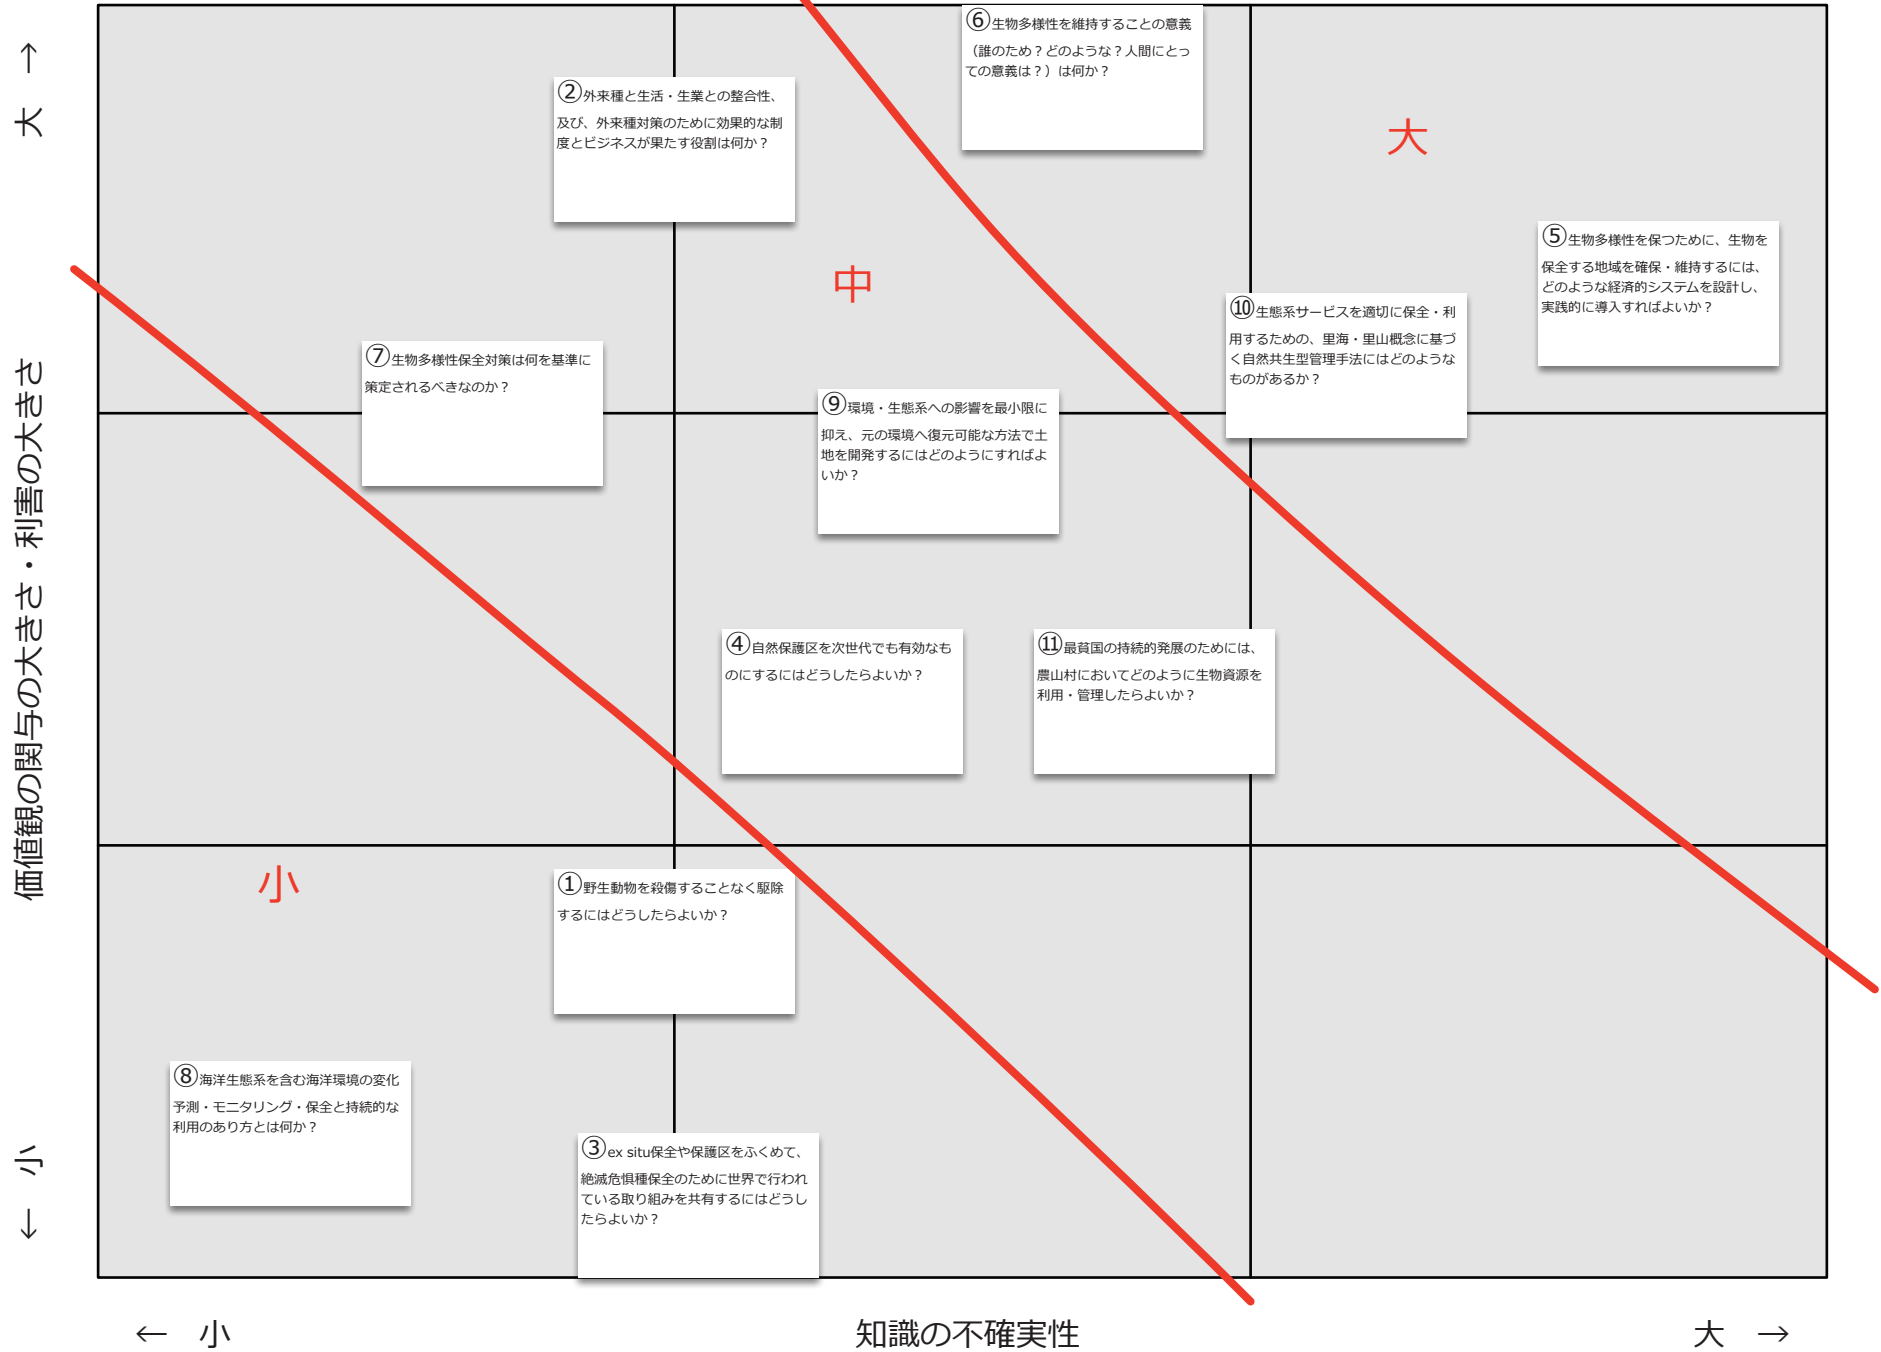 ⑥生物多様性を維持することの意義
（誰のため？どのような？人間にとっ
ての意義は？）は何か？
大 →
②外来種と生活・生業との整合性、
及び、外来種対策のために効果的な制
度とビジネスが果たす役割は何か？
大
⑤生物多様性を保つために、生物を
保全する地域を確保・維持するには、
どのような経済的システムを設計し、
実践的に導入すればよいか？
中
⑩生態系サービスを適切に保全・利
用するための、里海・里山概念に基づ
く自然共生型管理手法にはどのような
ものがあるか？
⑦生物多様性保全対策は何を基準に
策定されるべきなのか？
⑨環境・生態系への影響を最小限に
抑え、元の環境へ復元可能な方法で土
地を開発するにはどのようにすればよ
いか？
価値観の関与の大きさ・利害の大きさ
④自然保護区を次世代でも有効なも
のにするにはどうしたらよいか？
⑪最貧国の持続的発展のためには、
農山村においてどのように生物資源を
利用・管理したらよいか？
小
①野生動物を殺傷することなく駆除
するにはどうしたらよいか？
⑧海洋生態系を含む海洋環境の変化
予測・モニタリング・保全と持続的な
利用のあり方とは何か？
③ex situ保全や保護区をふくめて、
絶滅危惧種保全のために世界で行われ
ている取り組みを共有するにはどうし
たらよいか？
← 小
← 小
知識の不確実性
大 →